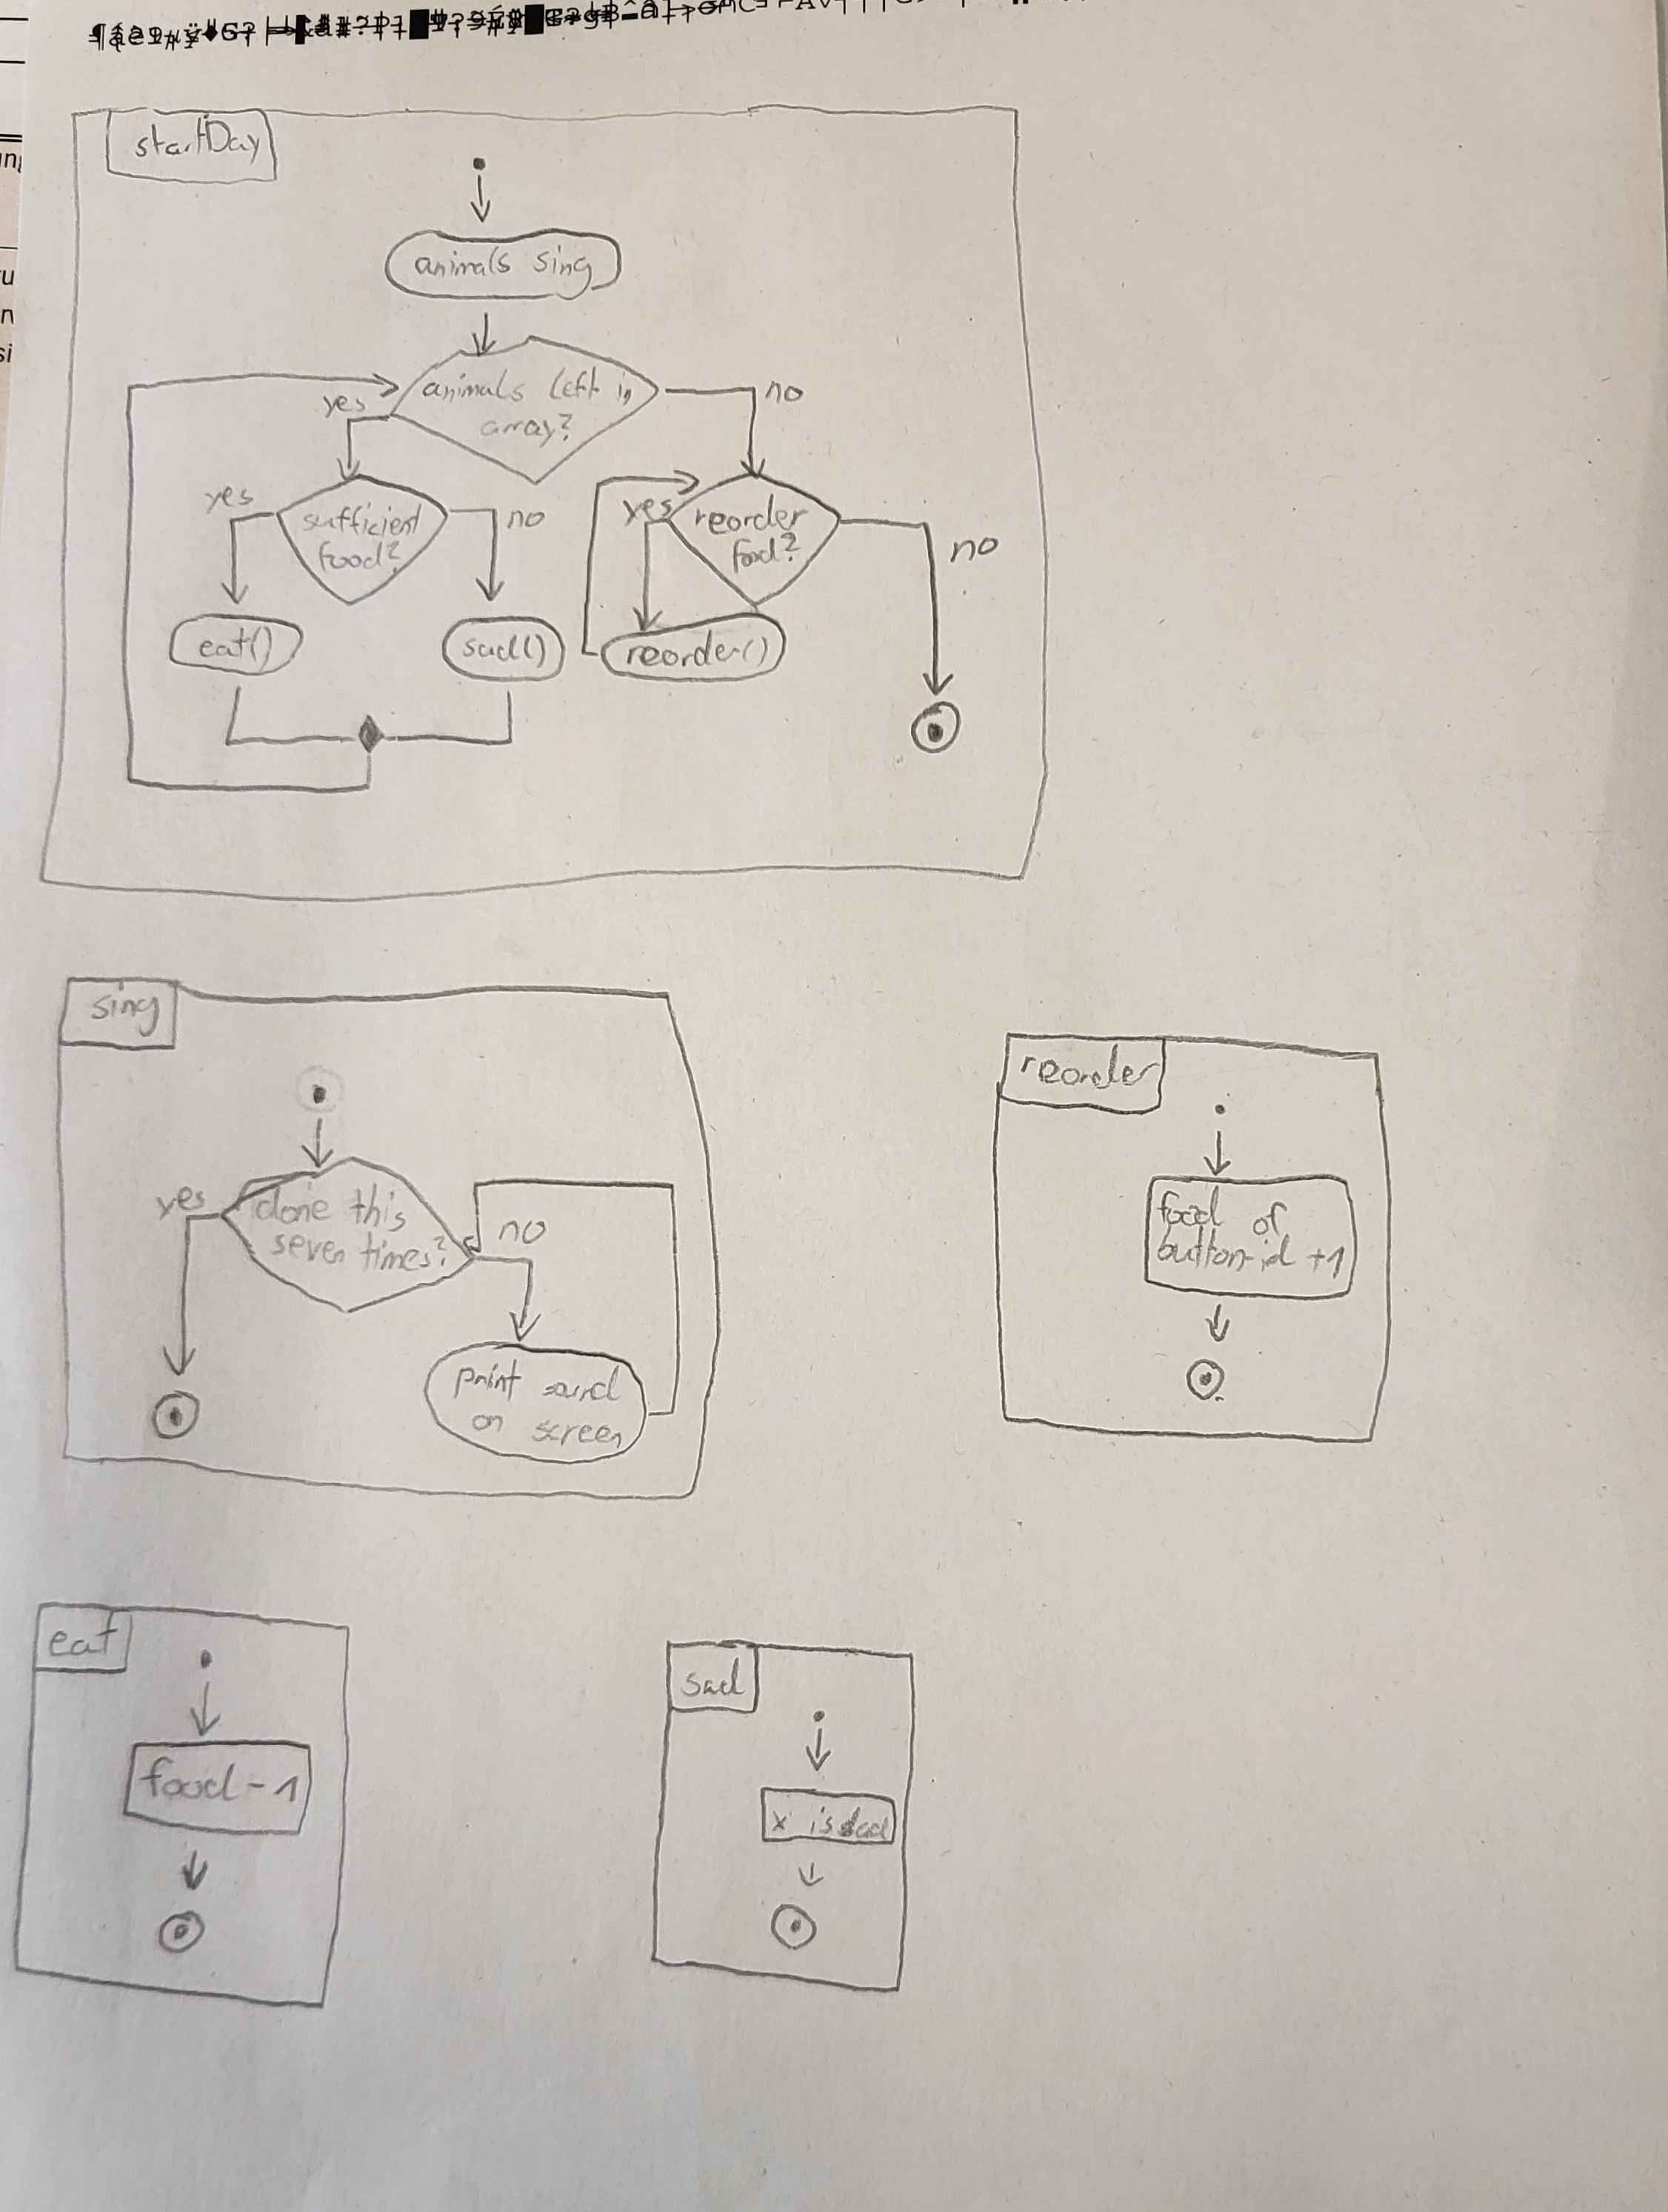 startDay
animals sing
animals left in
array?
yes
no
yes
sufficient
food?
no
yes
reorder
food?
no
eat()
sad()
reorder()
sing
yes
done this
seven times?
no
print sound
on screen
reorder
food of
button-id +1
eat
food - 1
sad
x is sad